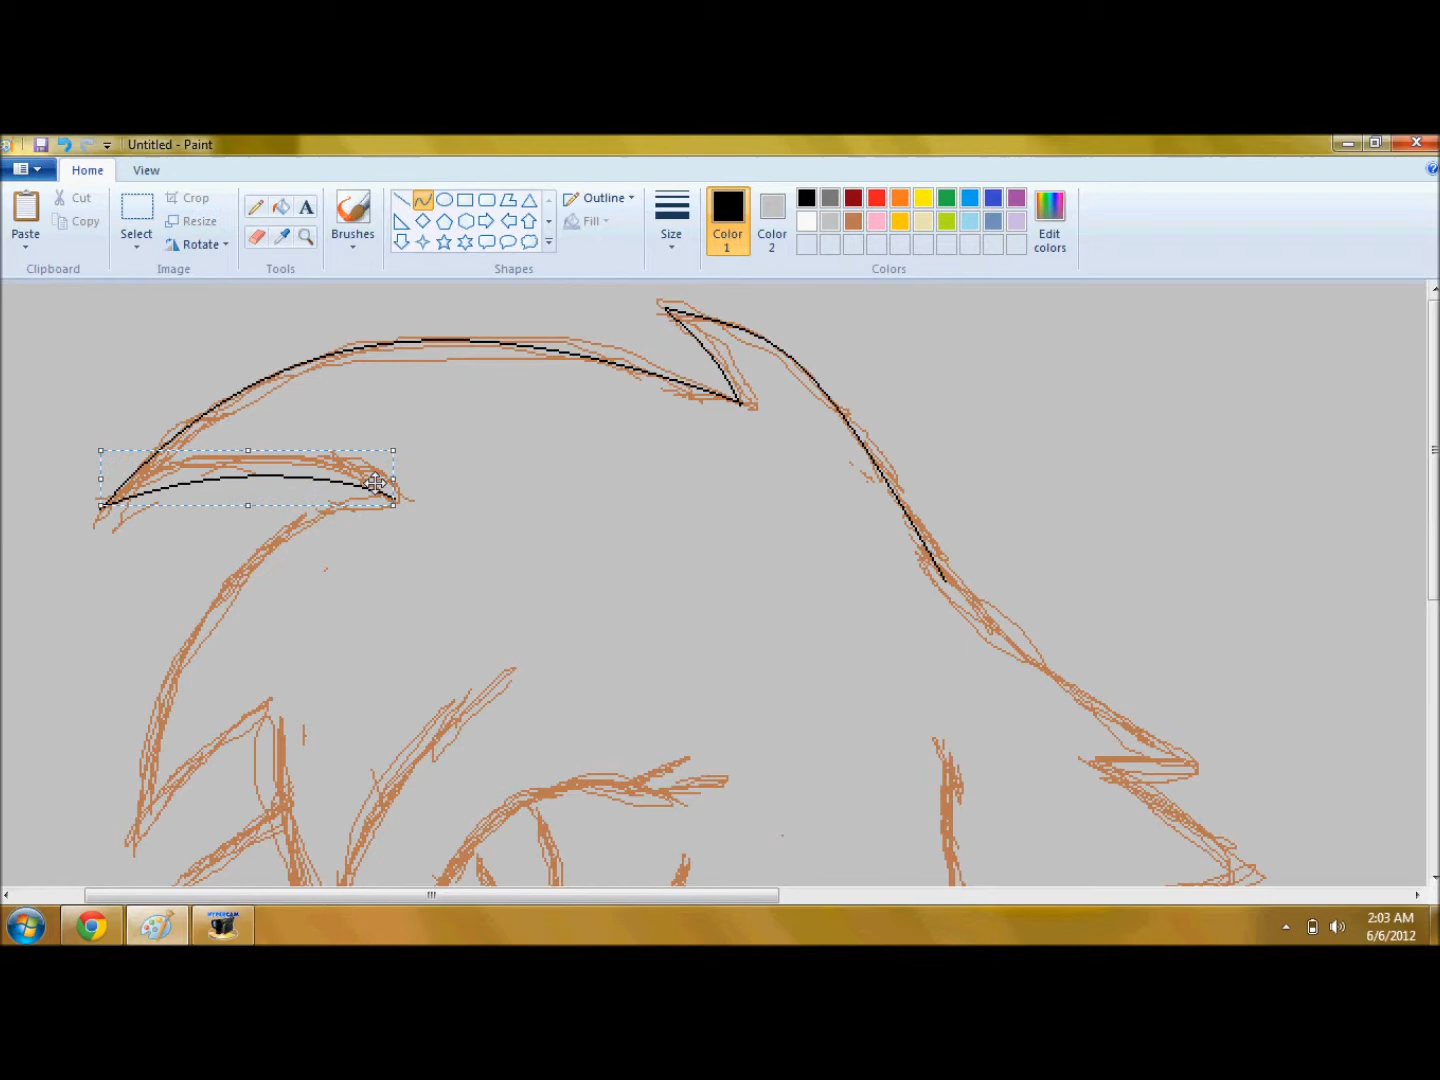 Untitled - Paint
Home View
Paste Cut Copy Clipboard
Select Crop Resize Rotate Image
Tools
Brushes
Outline Fill Shapes
Size
Color 1 Color 2 Edit colors Colors
HYPERCAM
2:03 AM
6/6/2012